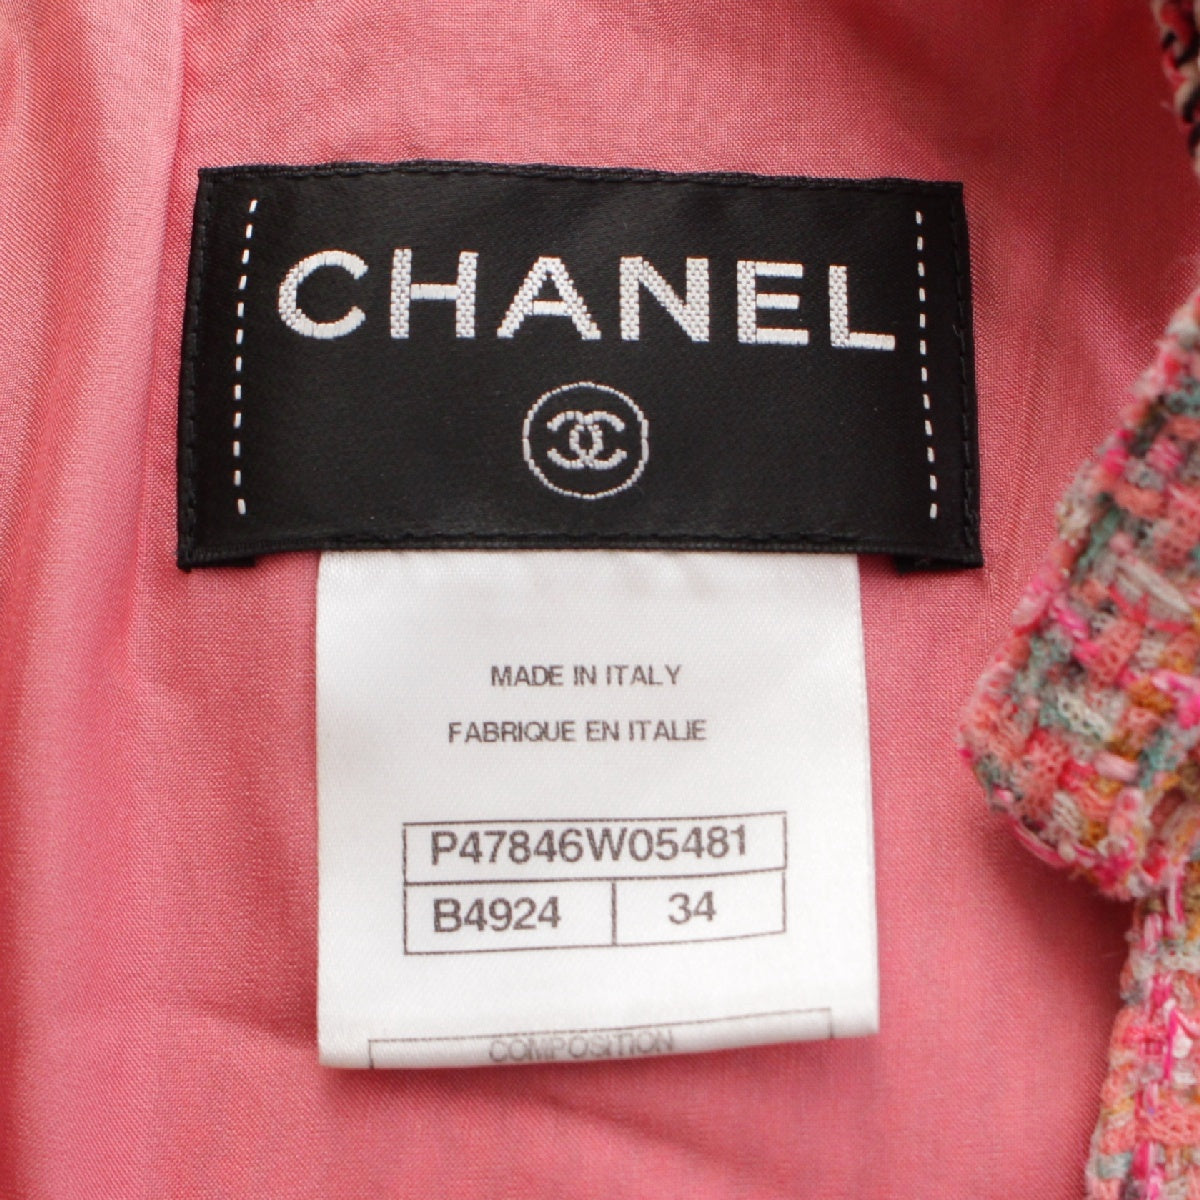 CHANEL
MADE IN ITALY
FABRIQUE EN ITALIE
P47846W05481
B4924 34
COMPOSITION